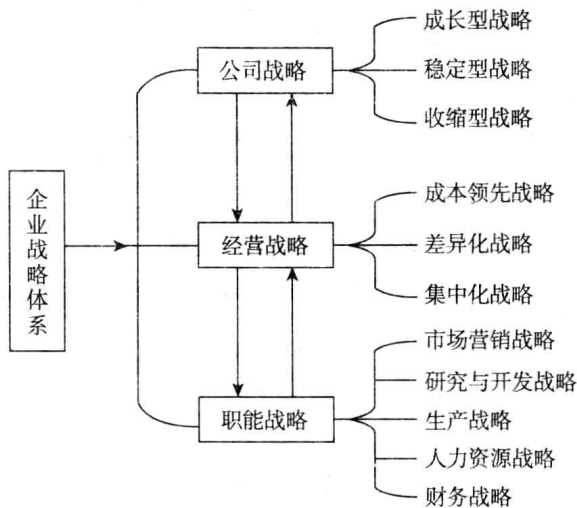 企业战略体系
公司战略
成长型战略
稳定型战略
收缩型战略
经营战略
成本领先战略
差异化战略
集中化战略
职能战略
市场营销战略
研究与开发战略
生产战略
人力资源战略
财务战略